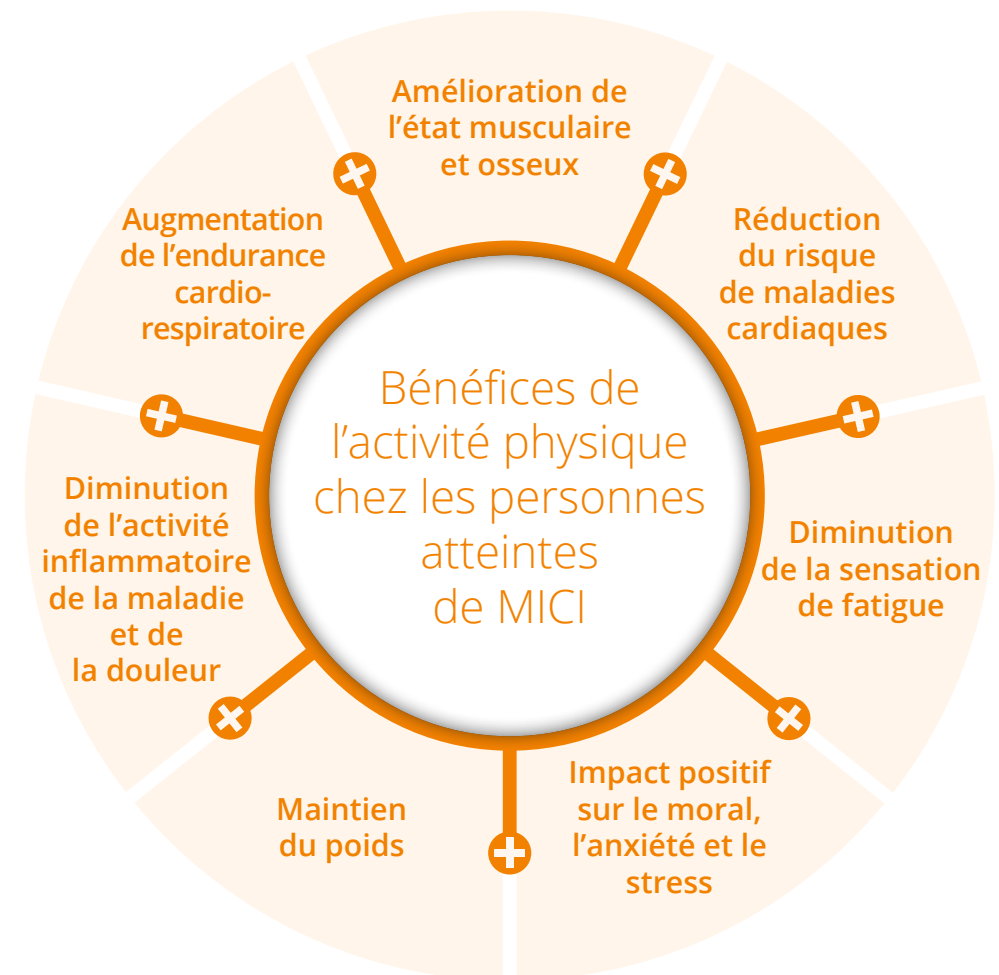 Amélioration de
l’état musculaire
et osseux
Réduction
du risque
de maladies
cardiaques
Diminution
de la sensation
de fatigue
Impact positif
sur le moral,
l’anxiété et le
stress
Maintien
du poids
Diminution
de l’activité
inflammatoire
de la maladie
et de
la douleur
Augmentation
de l’endurance
cardio-
respiratoire
Bénéfices de
l’activité physique
chez les personnes
atteintes
de MICI